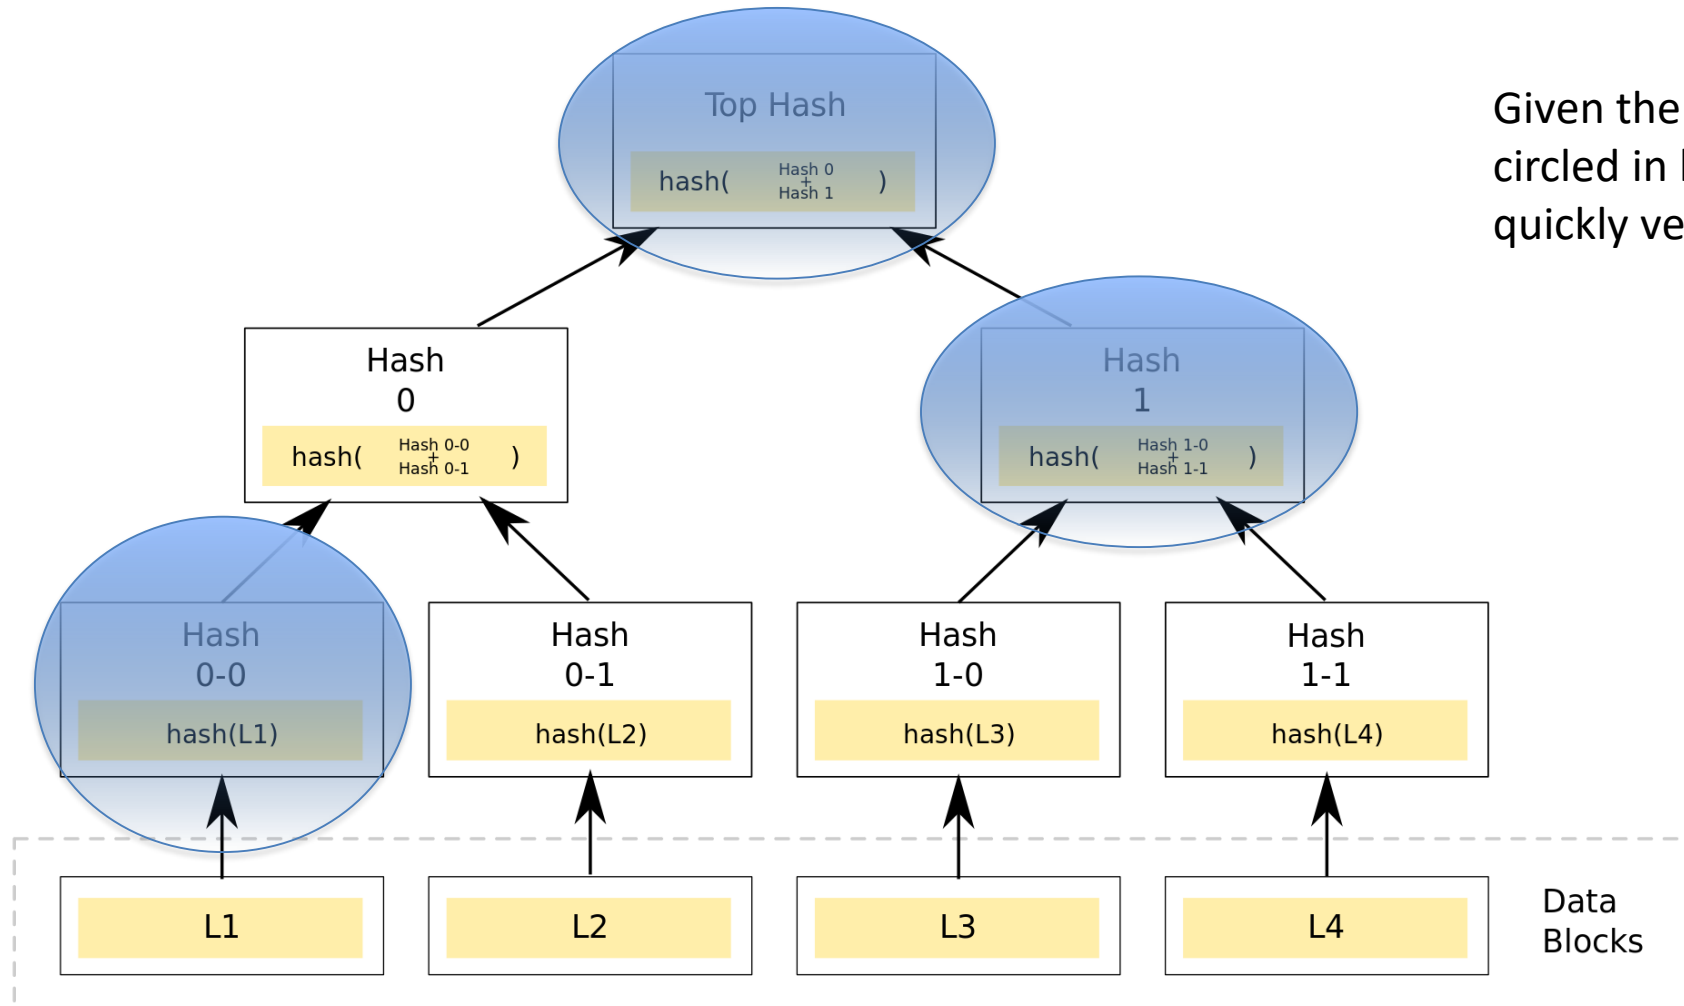 Top Hash
hash( Hash 0 + Hash 1 )
Given the
circled in
quickly
Hash
0
hash( Hash 0-0 + Hash 0-1 )
Hash
1
hash( Hash 1-0 + Hash 1-1 )
Hash
0-0
hash(L1)
Hash
0-1
hash(L2)
Hash
1-0
hash(L3)
Hash
1-1
hash(L4)
L1
L2
L3
L4
Data
Blocks